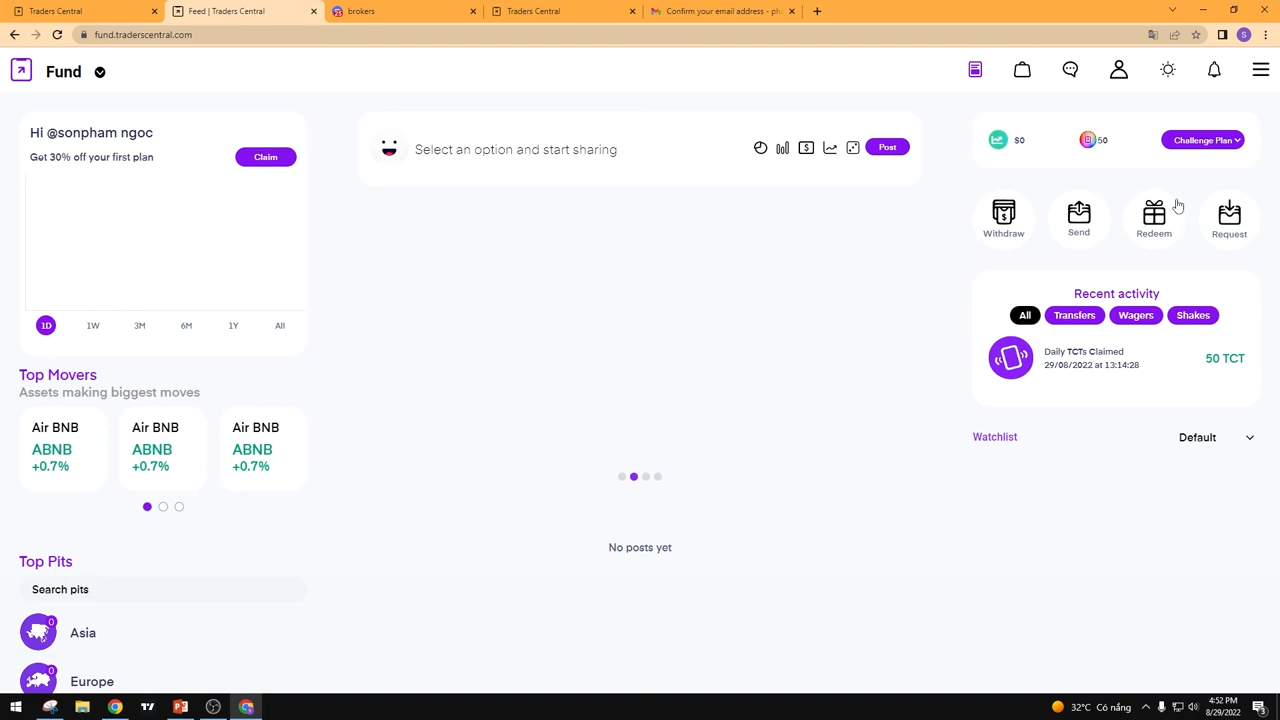 Traders Central
Feed | Traders Central
brokers
Traders Central
Confirm your email address - ph
fund.traderscentral.com
S
Fund
Hi @sonpham ngoc
Get 30% off your first plan
Claim
1D
1W
3M
6M
1Y
All
Top Movers
Assets making biggest moves
Air BNB
ABNB
+0.7%
Air BNB
ABNB
+0.7%
Air BNB
ABNB
+0.7%
Top Pits
Search pits
0
Asia
0
Europe
Select an option and start sharing
Post
No posts yet
$0
50
Challenge Plan
Withdraw
Send
Redeem
Request
Recent activity
All
Transfers
Wagers
Shakes
Daily TCTs Claimed
29/08/2022 at 13:14:28
50 TCT
Watchlist
Default
32°C Có nắng
4:52 PM
8/29/2022